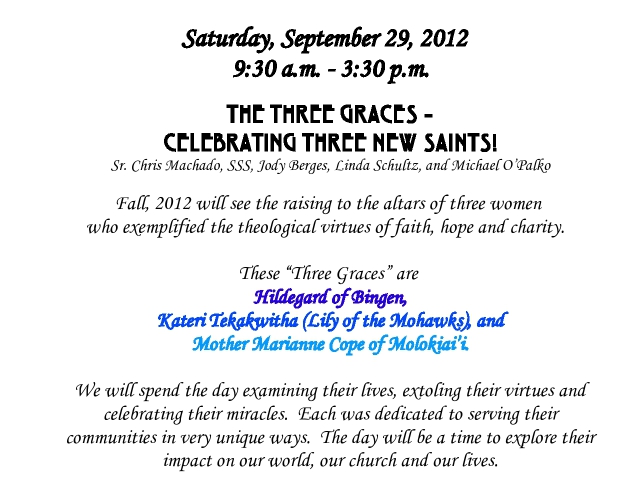 Saturday, September 29, 2012
9:30 a.m. - 3:30 p.m.
THE THREE GRACES -
CELEBRATING THREE NEW SAINTS!
Sr. Chris Machado, SSS, Jody Berges, Linda Schultz, and Michael O'Palko
Fall, 2012 will see the raising to the altars of three women
who exemplified the theological virtues of faith, hope and charity.
These “Three Graces” are
Hildegard of Bingen,
Kateri Tekakwitha (Lily of the Mohawks), and
Mother Marianne Cope of Molokiai'i.
We will spend the day examining their lives, extoling their virtues and
celebrating their miracles.  Each was dedicated to serving their
communities in very unique ways.  The day will be a time to explore their
impact on our world, our church and our lives.